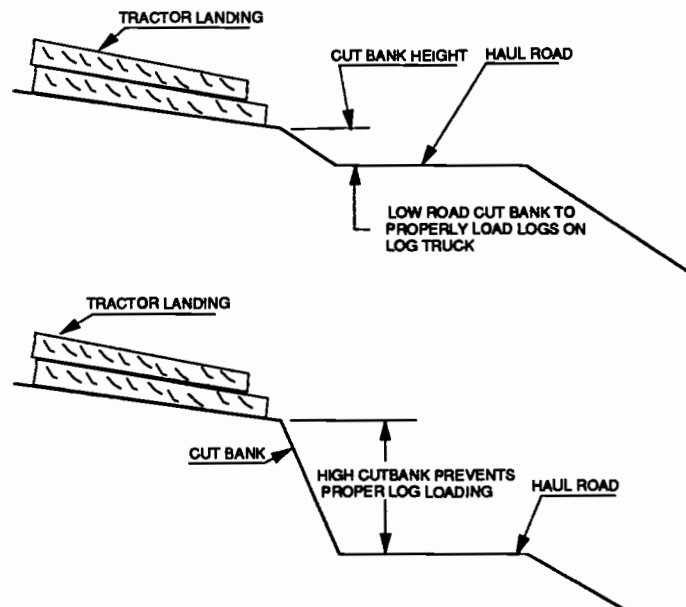 TRACTOR LANDING
CUT BANK HEIGHT
HAUL ROAD
LOW ROAD CUT BANK TO
PROPERLY LOAD LOGS ON
LOG TRUCK
TRACTOR LANDING
CUT BANK
HIGH CUTBANK PREVENTS
PROPER LOG LOADING
HAUL ROAD